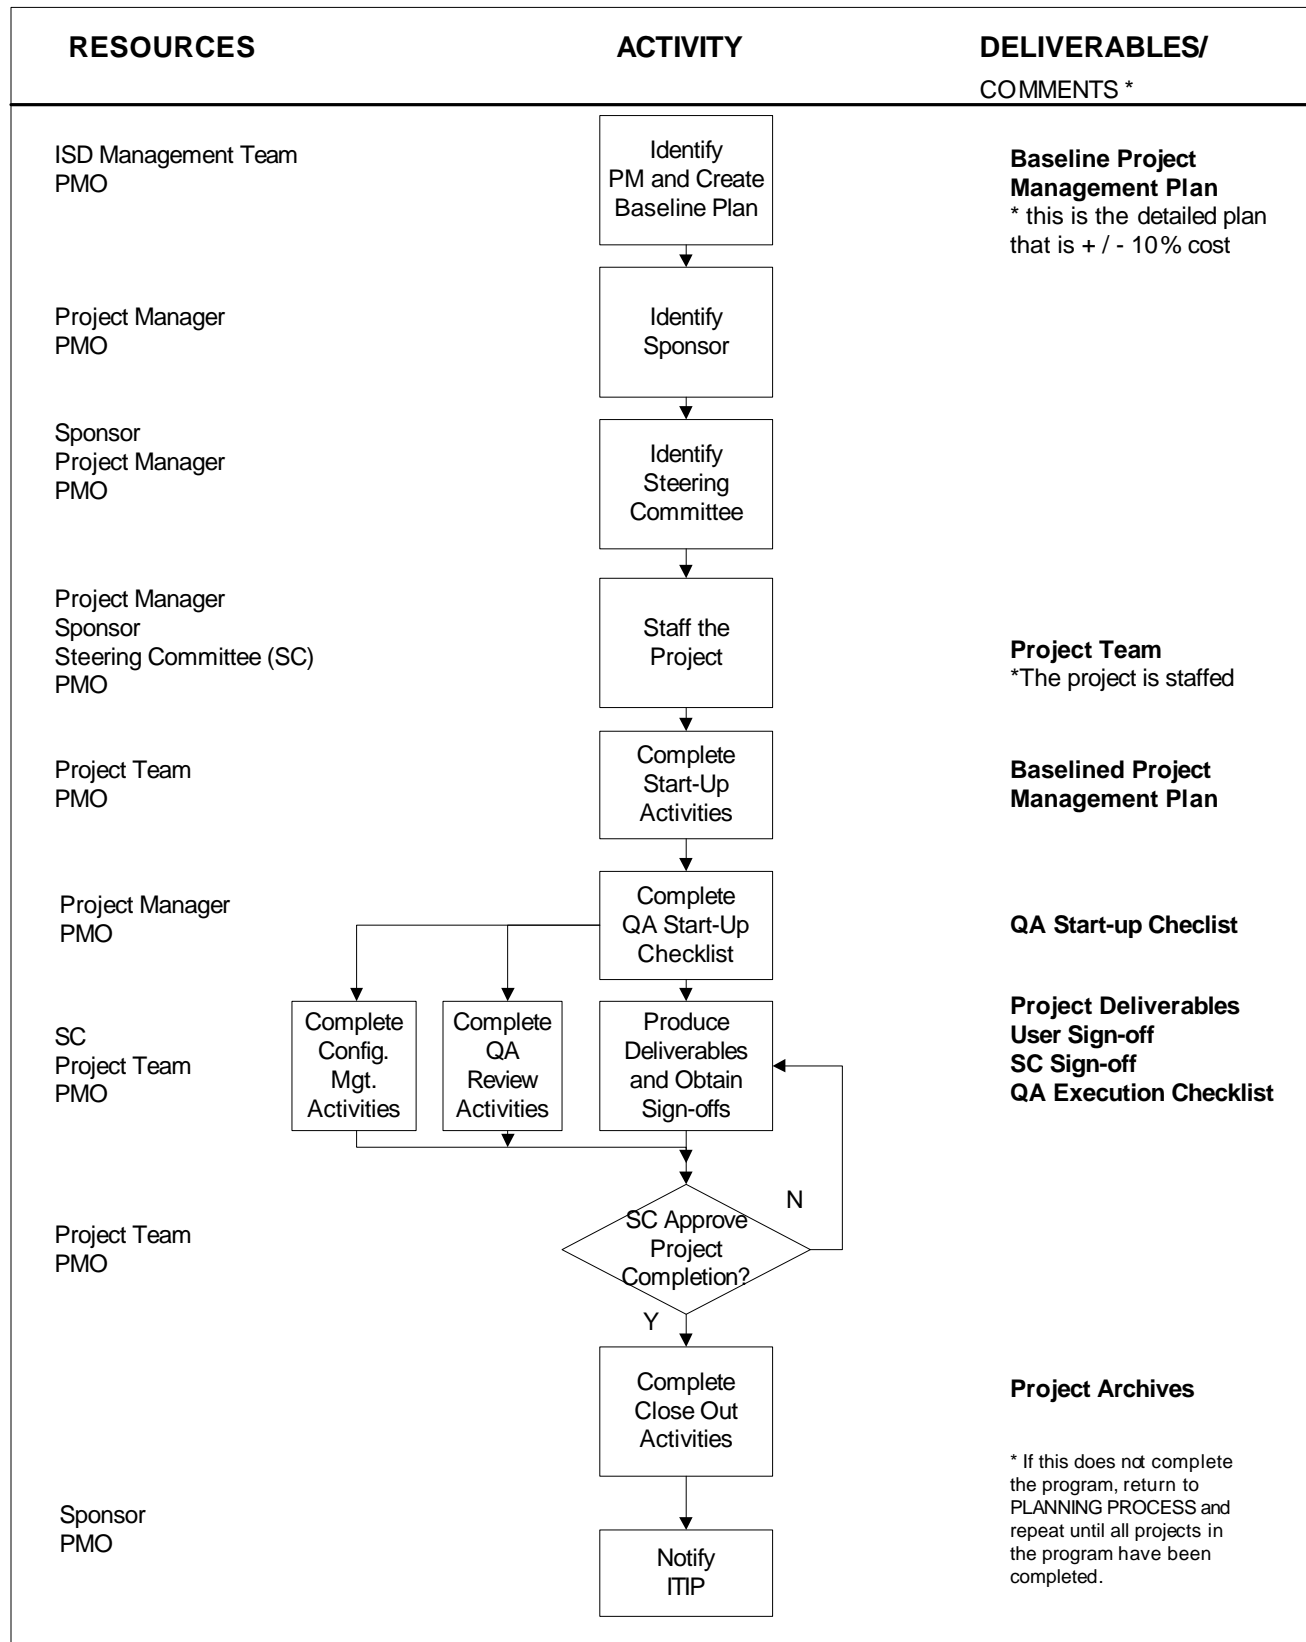 RESOURCES
ACTIVITY
DELIVERABLES/
COMMENTS *
ISD Management Team
PMO
Identify
PM and Create
Baseline Plan
Baseline Project
Management Plan
* this is the detailed plan
that is + / - 10% cost
Project Manager
PMO
Identify
Sponsor
Sponsor
Project Manager
PMO
Identify
Steering
Committee
Project Manager
Sponsor
Steering Committee (SC)
PMO
Staff the
Project
Project Team
*The project is staffed
Project Team
PMO
Complete
Start-Up
Activities
Baselined Project
Management Plan
Project Manager
PMO
Complete
QA Start-Up
Checklist
QA Start-up Checlist
SC
Project Team
PMO
Complete
Config.
Mgt.
Activities
Complete
QA
Review
Activities
Produce
Deliverables
and Obtain
Sign-offs
Project Deliverables
User Sign-off
SC Sign-off
QA Execution Checklist
Project Team
PMO
SC Approve
Project
Completion?
N
Y
Complete
Close Out
Activities
Project Archives
* If this does not complete
the program, return to
PLANNING PROCESS and
repeat until all projects in
the program have been
completed.
Sponsor
PMO
Notify
ITIP